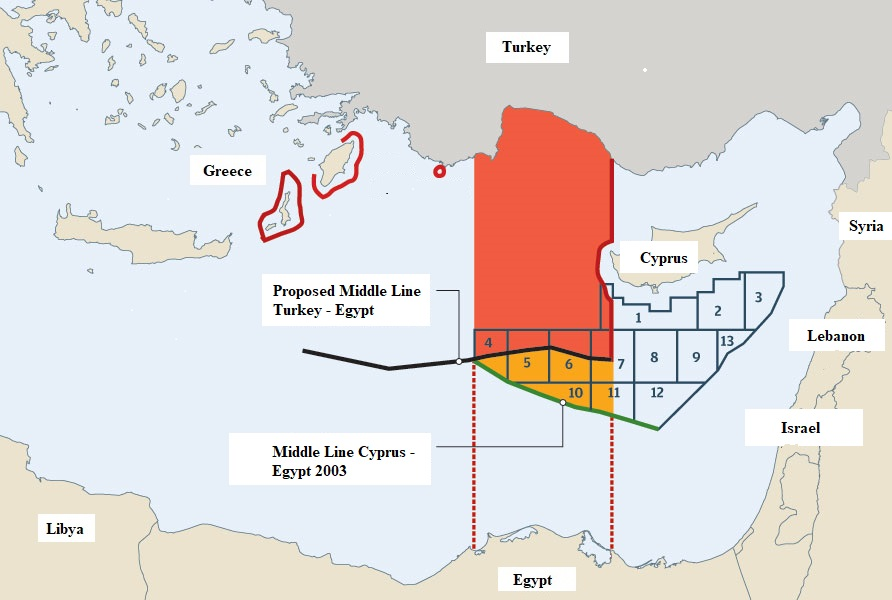 Turkey
Greece
Syria
Cyprus
Proposed Middle Line
Turkey - Egypt
3
2
1
Lebanon
4
13
5
6
7
8
9
10
11
12
Israel
Middle Line Cyprus -
Egypt 2003
Libya
Egypt